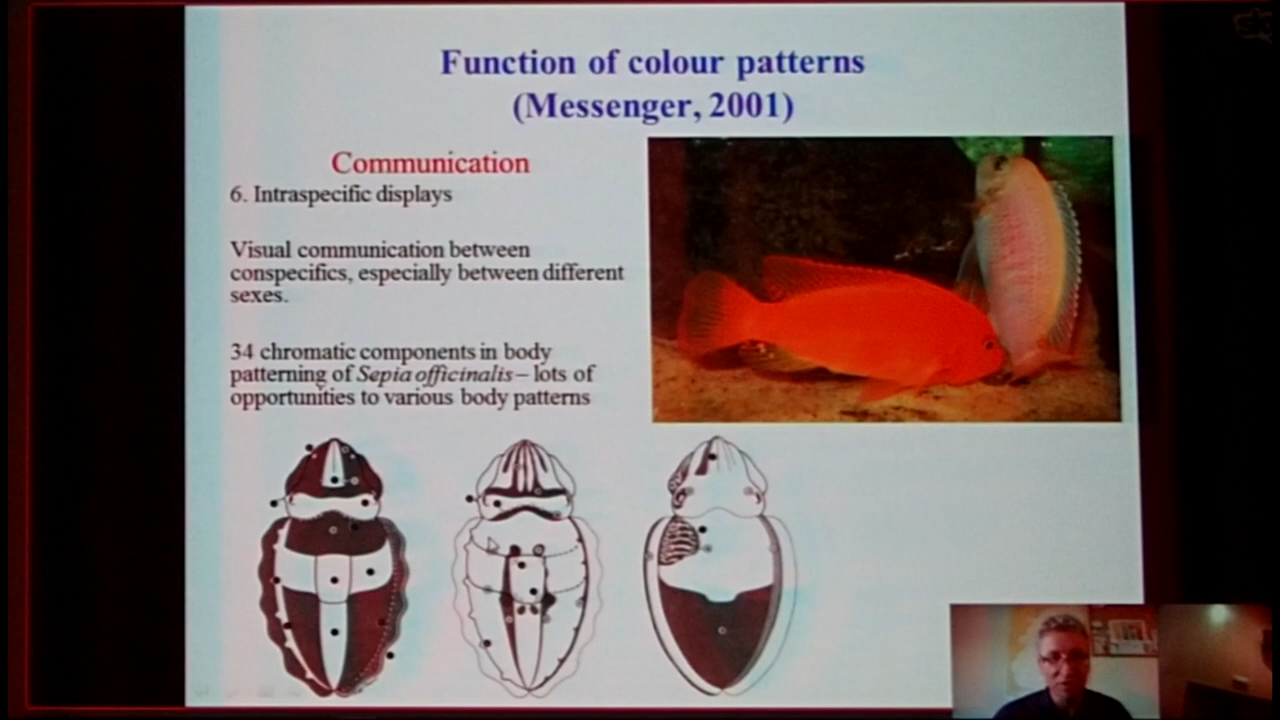 Function of colour patterns
(Messenger, 2001)
Communication
6. Intraspecific displays
Visual communication between
conspecifics, especially between different
sexes.
34 chromatic components in body
patterning of Sepia officinalis – lots of
opportunities to various body patterns